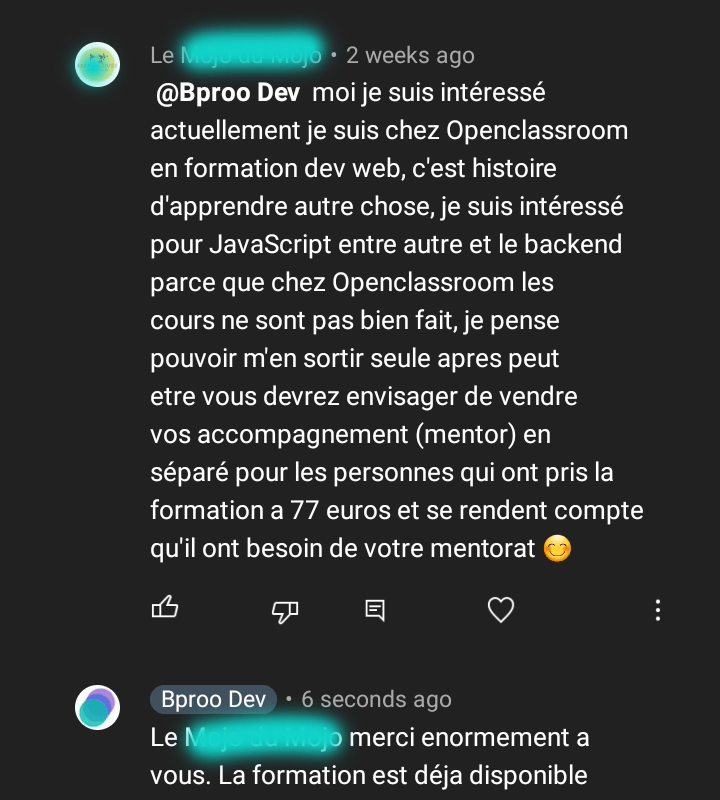 Le • 2 weeks ago
@Bproo Dev moi je suis intéressé
actuellement je suis chez Openclassroom
en formation dev web, c'est histoire
d'apprendre autre chose, je suis intéressé
pour JavaScript entre autre et le backend
parce que chez Openclassroom les
cours ne sont pas bien fait, je pense
pouvoir m'en sortir seule apres peut
etre vous devrez envisager de vendre
vos accompagnement (mentor) en
séparé pour les personnes qui ont pris la
formation a 77 euros et se rendent compte
qu'il ont besoin de votre mentorat 😊
Bproo Dev • 6 seconds ago
Le merci enormement a
vous. La formation est déja disponible